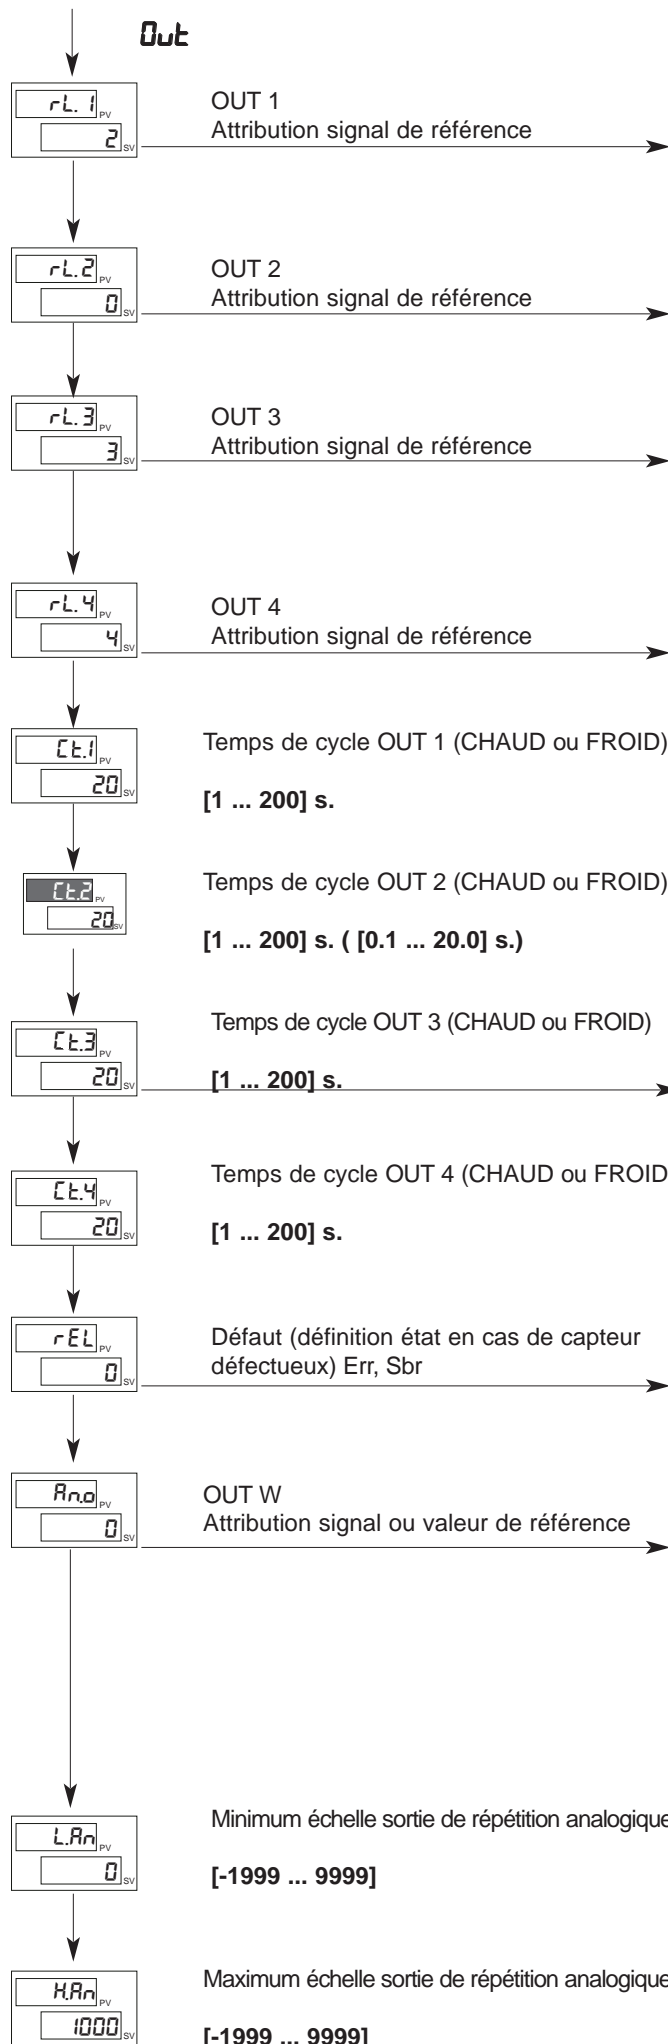 Out
rL. 1 PV
2 SV
OUT 1
Attribution signal de référence
rL.2 PV
0 SV
OUT 2
Attribution signal de référence
rL.3 PV
3 SV
OUT 3
Attribution signal de référence
rL.4 PV
4 SV
OUT 4
Attribution signal de référence
Ct.1 PV
20 SV
Temps de cycle OUT 1 (CHAUD ou FROID)
[1 ... 200] s.
Ct.2 PV
20 SV
Temps de cycle OUT 2 (CHAUD ou FROID)
[1 ... 200] s. ( [0.1 ... 20.0] s.)
Ct.3 PV
20 SV
Temps de cycle OUT 3 (CHAUD ou FROID)
[1 ... 200] s.
Ct.4 PV
20 SV
Temps de cycle OUT 4 (CHAUD ou FROID
[1 ... 200] s.
rEL PV
0 SV
Défaut (définition état en cas de capteur
défectueux) Err, Sbr
An.o PV
0 SV
OUT W
Attribution signal ou valeur de référence
L.An PV
0 SV
Minimum échelle sortie de répétition analogique
[-1999 ... 9999]
H.An PV
1000 SV
Maximum échelle sortie de répétition analogique
[-1999 ... 9999]